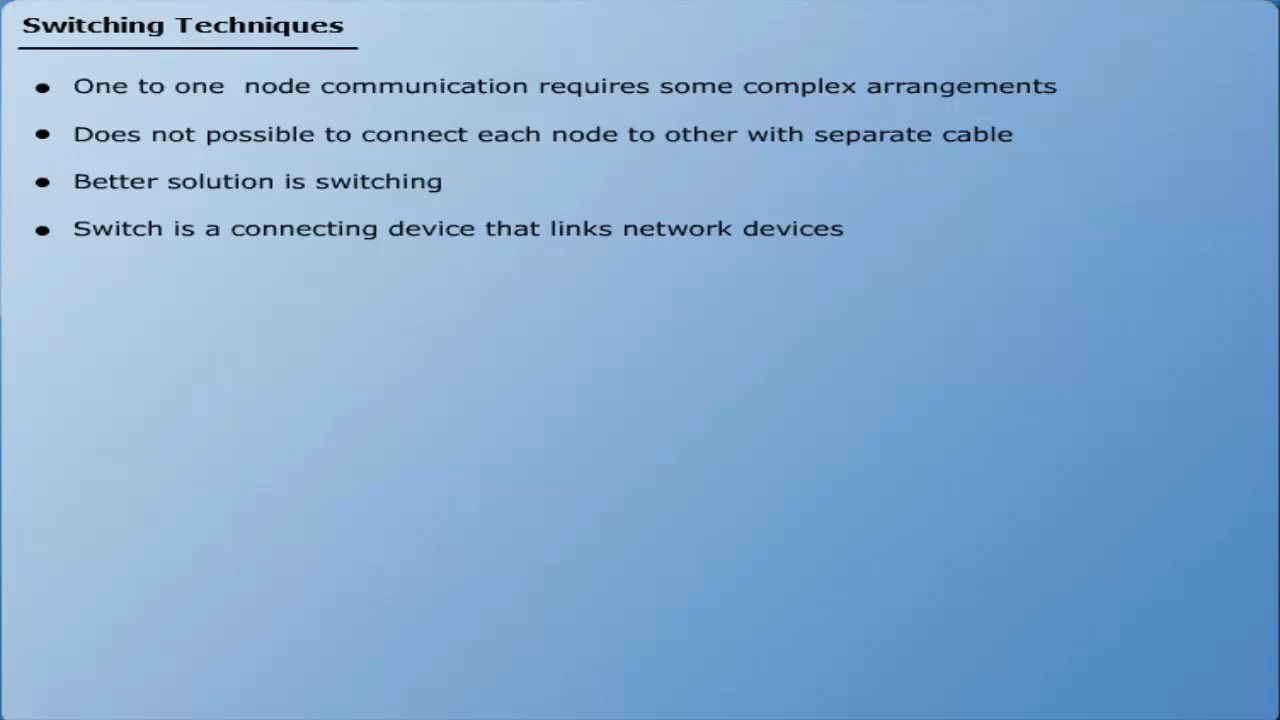 Switching Techniques
● One to one node communication requires some complex arrangements
● Does not possible to connect each node to other with separate cable
● Better solution is switching
● Switch is a connecting device that links network devices